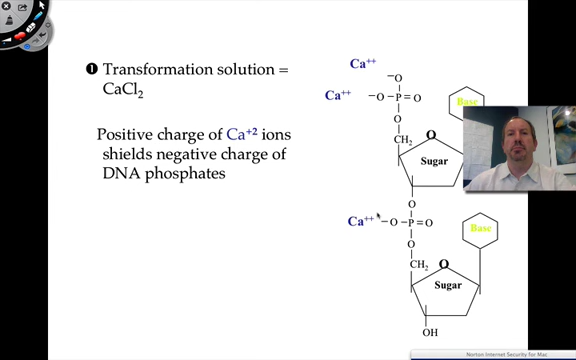 ❶ Transformation solution =
CaCl2
Positive charge of Ca+2 ions
shields negative charge of
DNA phosphates
Ca++
−O
Ca++ −O−P=O
O
Base
CH2 O
Sugar
O
Ca++ −O−P=O
O
Base
CH2 O
Sugar
OH
Norton Internet Security for Mac